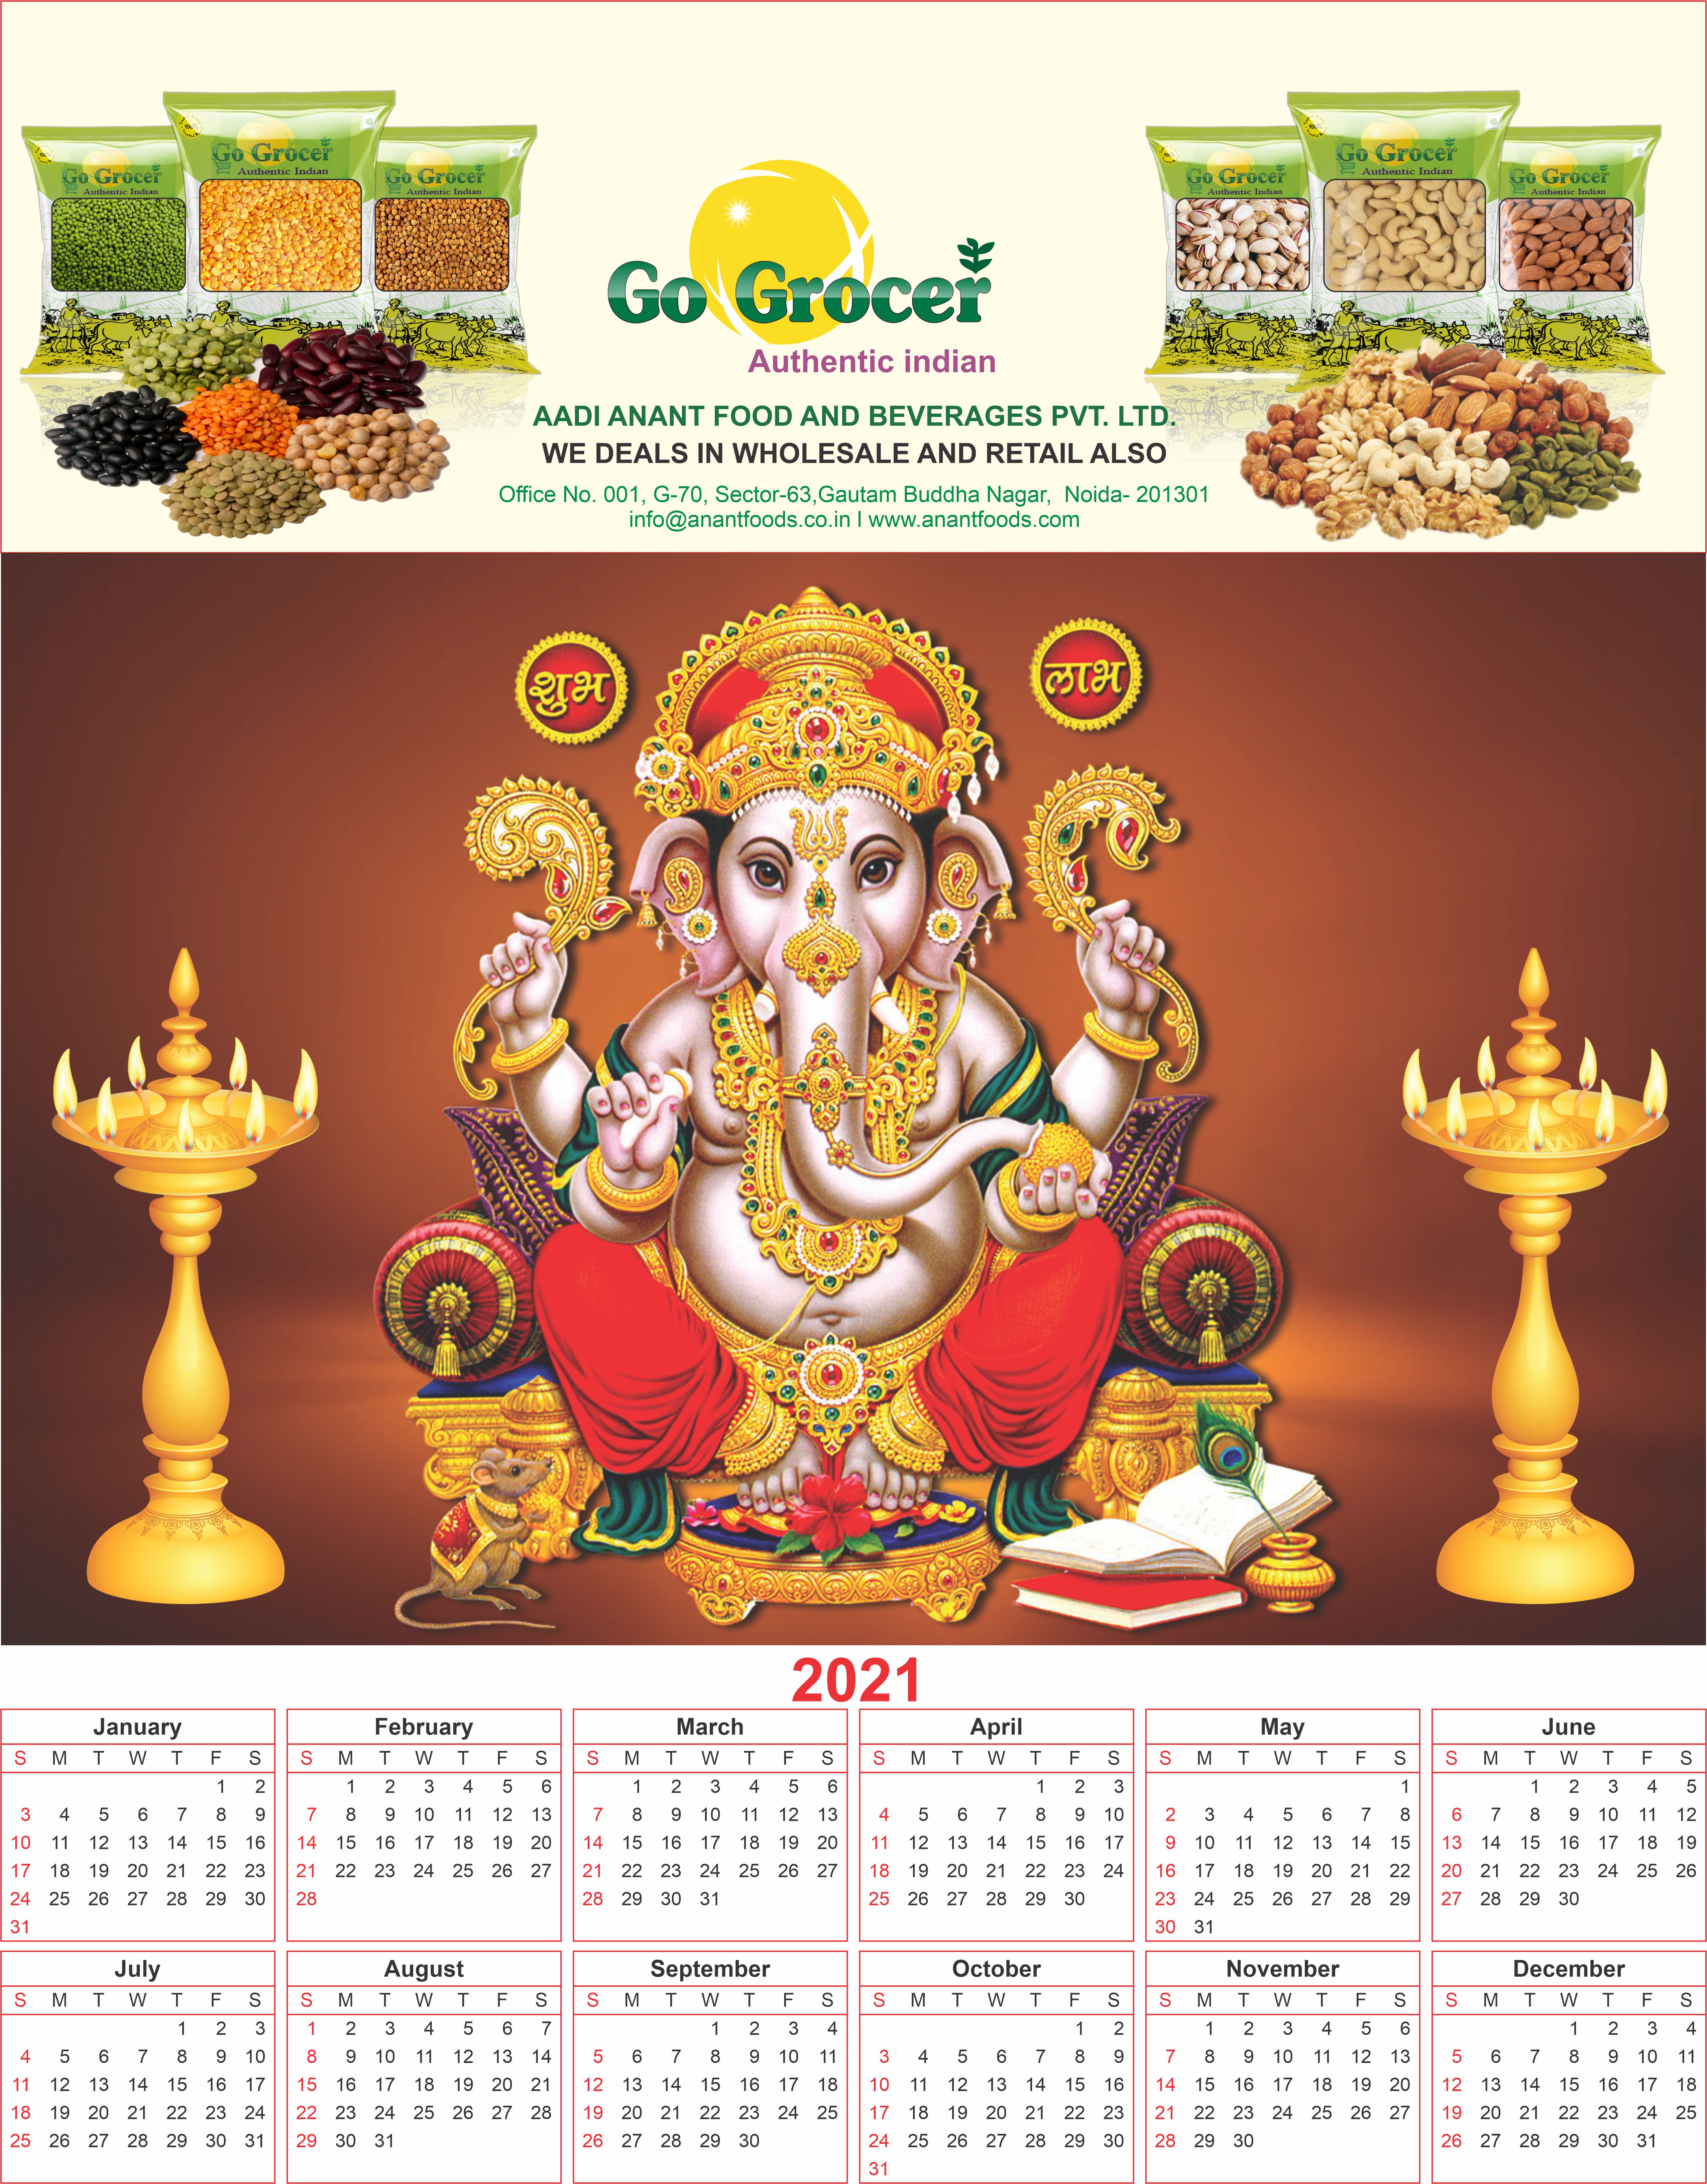 Go Grocer
Authentic Indian
Go Grocer
Authentic Indian
Go Grocer
Authentic Indian
Go Grocer
Authentic Indian
Go Grocer
Authentic Indian
Go Grocer
Authentic Indian
Go Grocer
Authentic indian
AADI ANANT FOOD AND BEVERAGES PVT. LTD.
WE DEALS IN WHOLESALE AND RETAIL ALSO
Office No. 001, G-70, Sector-63,Gautam Buddha Nagar, Noida- 201301
info@anantfoods.co.in I www.anantfoods.com
शुभ
लाभ
2021
January
S M T W T F S
1 2
3 4 5 6 7 8 9
10 11 12 13 14 15 16
17 18 19 20 21 22 23
24 25 26 27 28 29 30
31
February
S M T W T F S
1 2 3 4 5 6
7 8 9 10 11 12 13
14 15 16 17 18 19 20
21 22 23 24 25 26 27
28
March
S M T W T F S
1 2 3 4 5 6
7 8 9 10 11 12 13
14 15 16 17 18 19 20
21 22 23 24 25 26 27
28 29 30 31
April
S M T W T F S
1 2 3
4 5 6 7 8 9 10
11 12 13 14 15 16 17
18 19 20 21 22 23 24
25 26 27 28 29 30
May
S M T W T F S
1
2 3 4 5 6 7 8
9 10 11 12 13 14 15
16 17 18 19 20 21 22
23 24 25 26 27 28 29
30 31
June
S M T W T F S
1 2 3 4 5
6 7 8 9 10 11 12
13 14 15 16 17 18 19
20 21 22 23 24 25 26
27 28 29 30
July
S M T W T F S
1 2 3
4 5 6 7 8 9 10
11 12 13 14 15 16 17
18 19 20 21 22 23 24
25 26 27 28 29 30 31
August
S M T W T F S
1 2 3 4 5 6 7
8 9 10 11 12 13 14
15 16 17 18 19 20 21
22 23 24 25 26 27 28
29 30 31
September
S M T W T F S
1 2 3 4
5 6 7 8 9 10 11
12 13 14 15 16 17 18
19 20 21 22 23 24 25
26 27 28 29 30
October
S M T W T F S
1 2
3 4 5 6 7 8 9
10 11 12 13 14 15 16
17 18 19 20 21 22 23
24 25 26 27 28 29 30
31
November
S M T W T F S
1 2 3 4 5 6
7 8 9 10 11 12 13
14 15 16 17 18 19 20
21 22 23 24 25 26 27
28 29 30
December
S M T W T F S
1 2 3 4
5 6 7 8 9 10 11
12 13 14 15 16 17 18
19 20 21 22 23 24 25
26 27 28 29 30 31